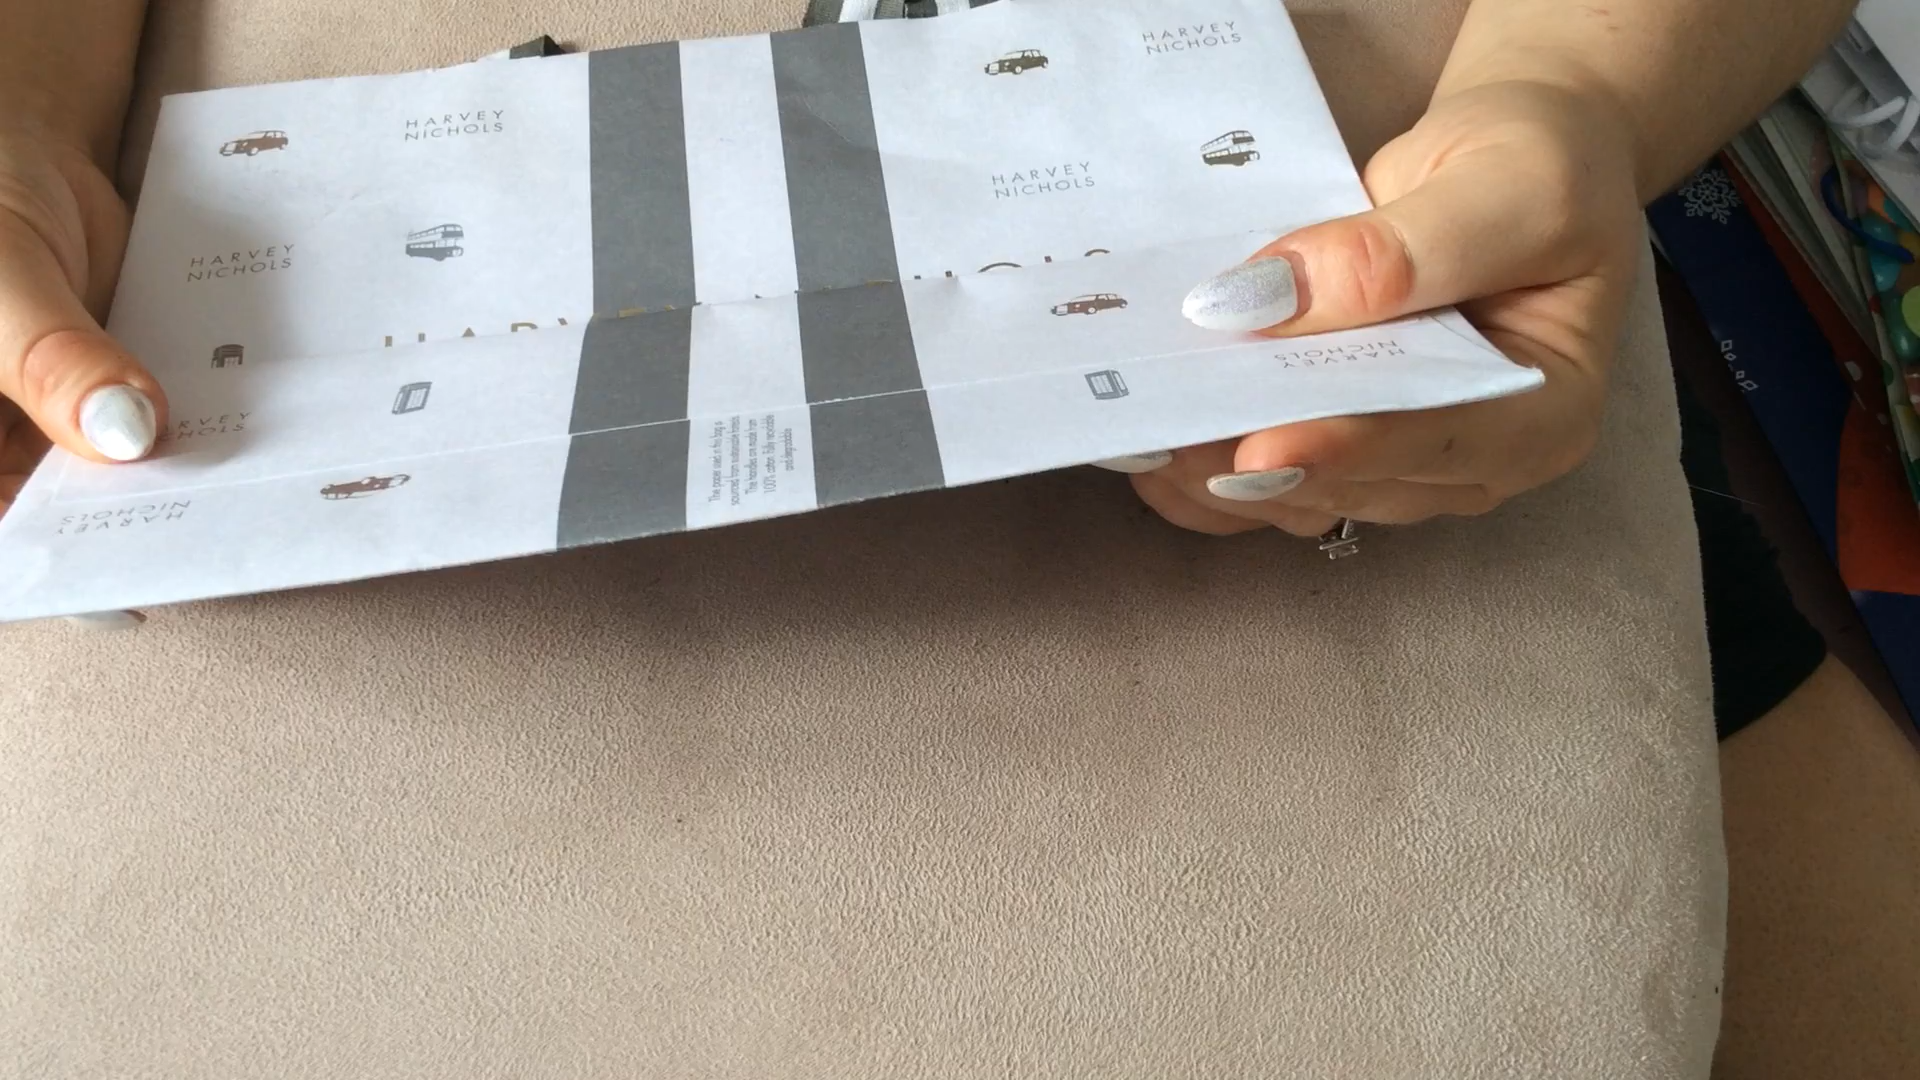 HARVEY
NICHOLS
HARVEY
NICHOLS
HARVEY
NICHOLS
HARVEY
NICHOLS
HARVEY
NICHOLS
HARVEY
NICHOLS
The paper used in this bag is
sourced from sustainable forests.
The handles are made from
100% cotton. Fully recyclable
and degradable